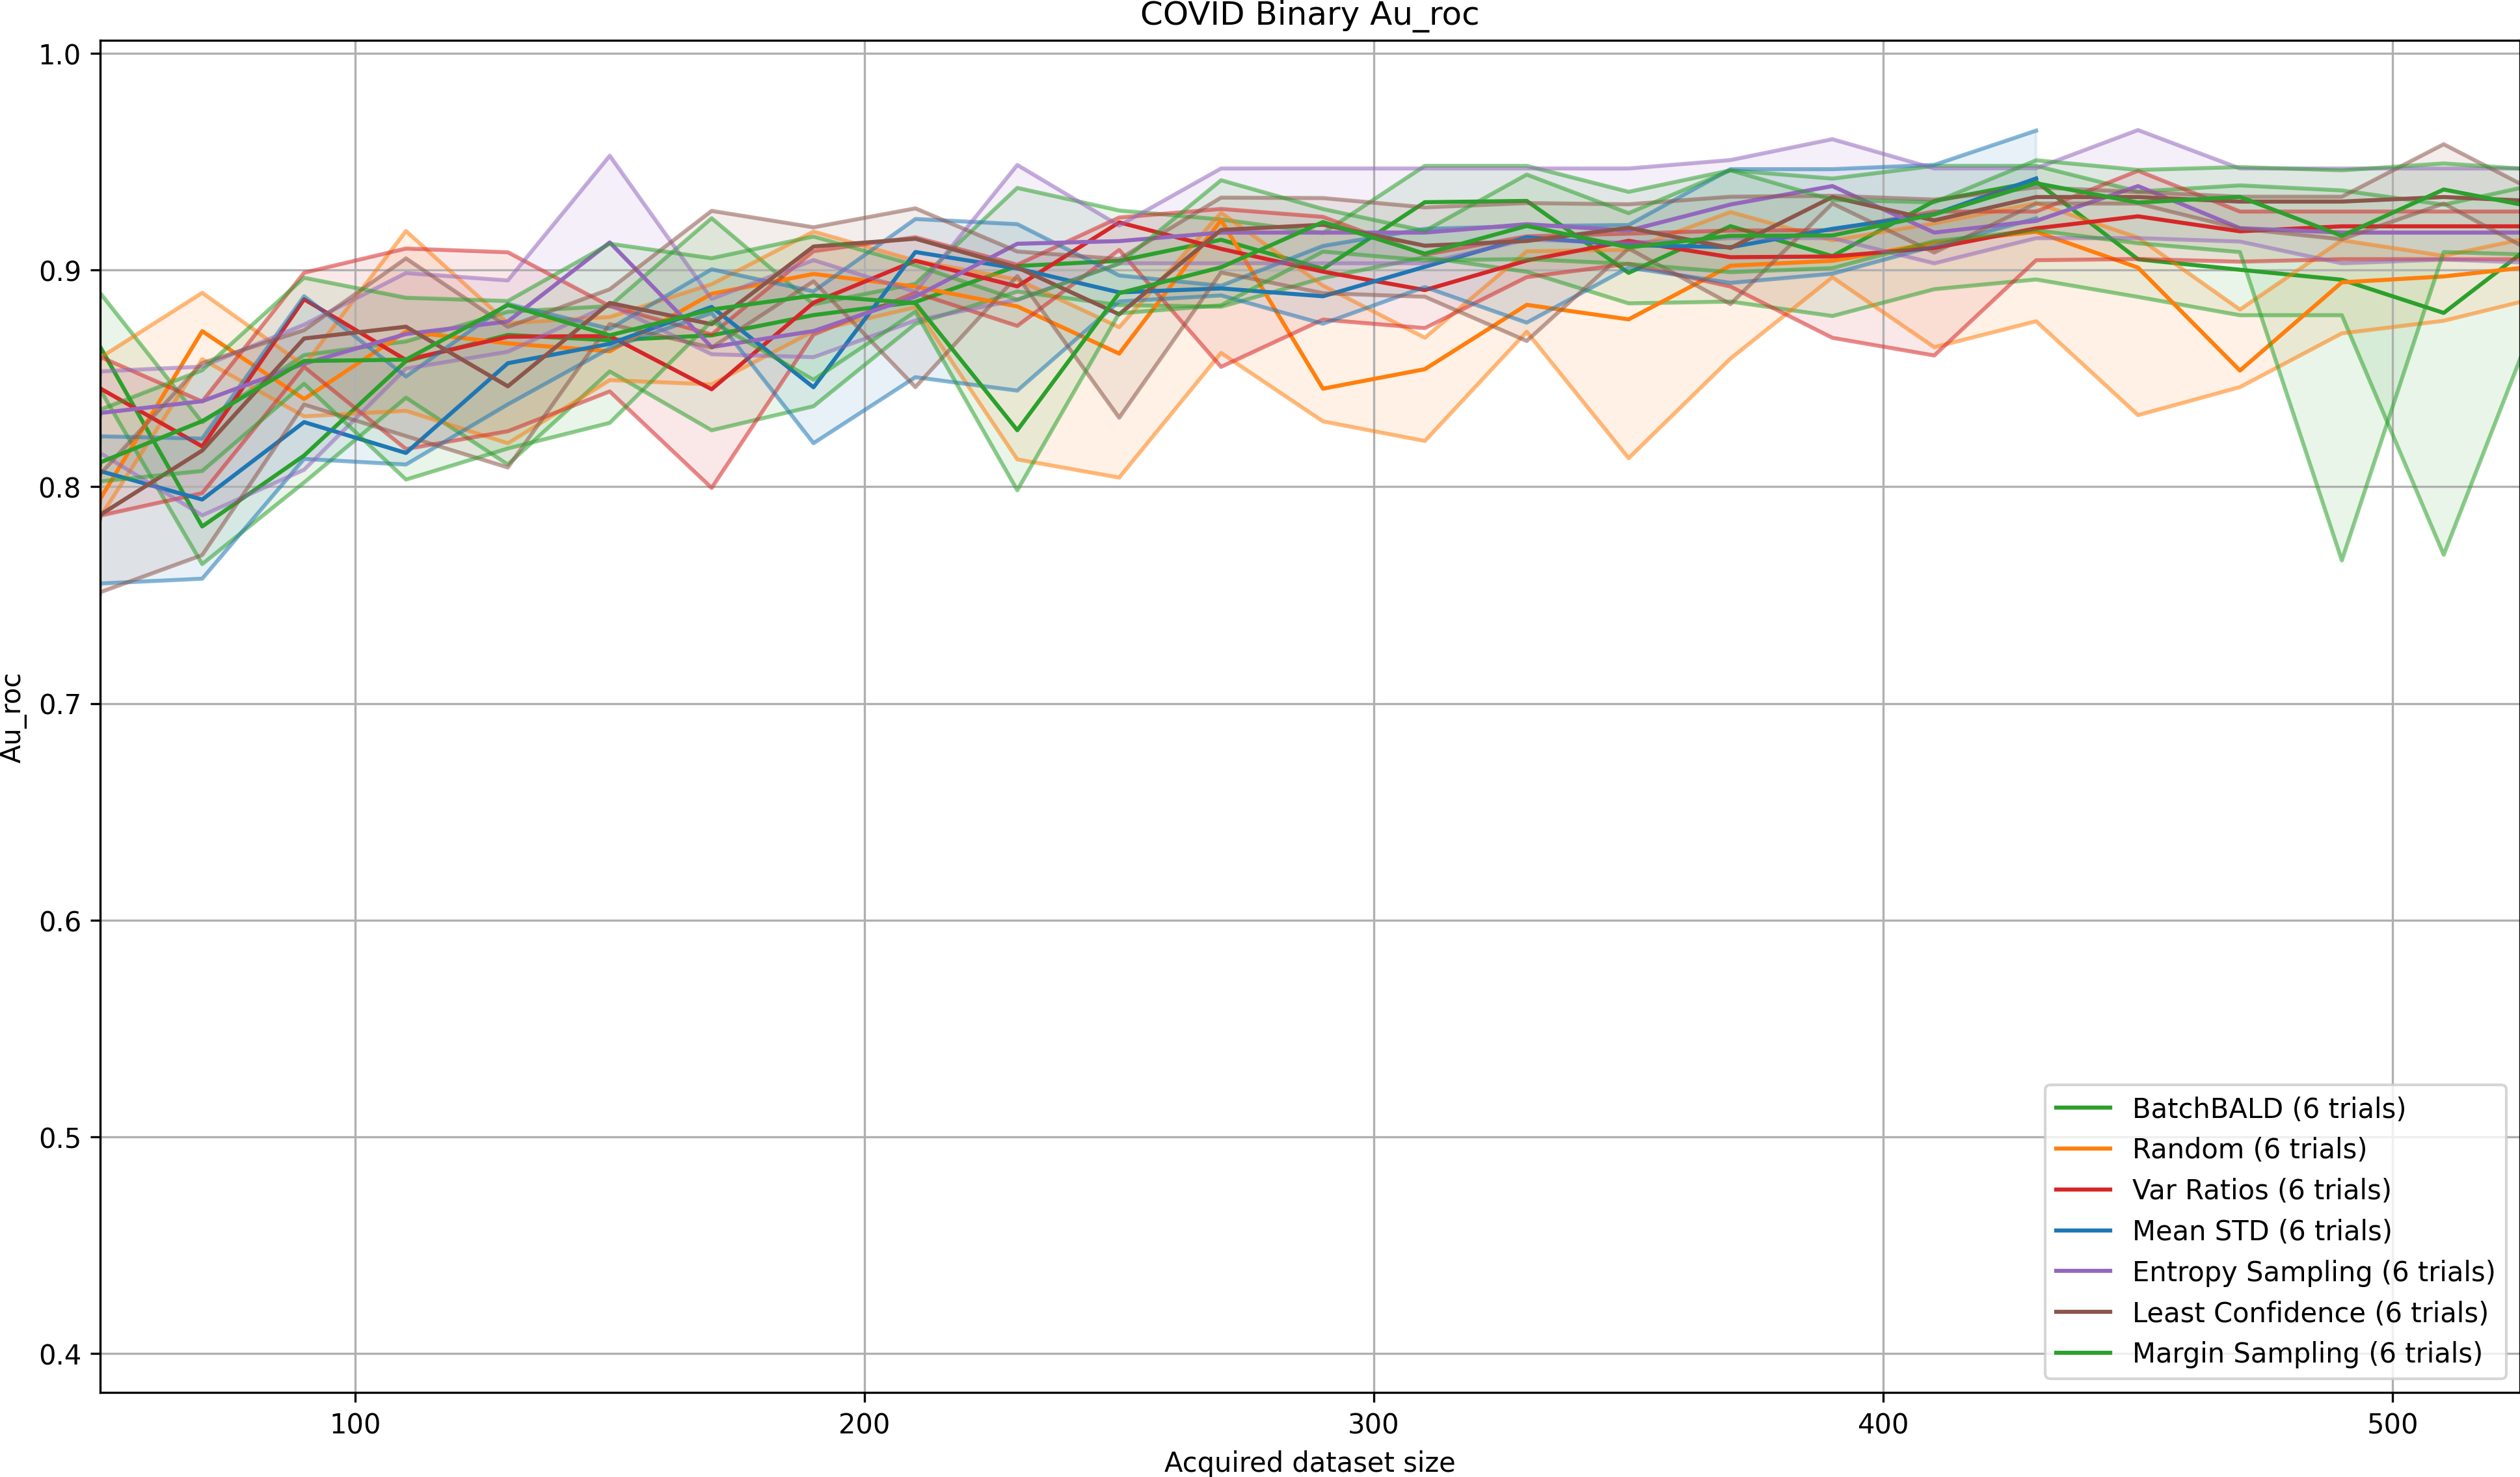 COVID Binary Au_roc
1.0
0.9
0.8
0.7
0.6
0.5
0.4
Au_roc
BatchBALD (6 trials)
Random (6 trials)
Var Ratios (6 trials)
Mean STD (6 trials)
Entropy Sampling (6 trials)
Least Confidence (6 trials)
Margin Sampling (6 trials)
100 200 300 400 500
Acquired dataset size